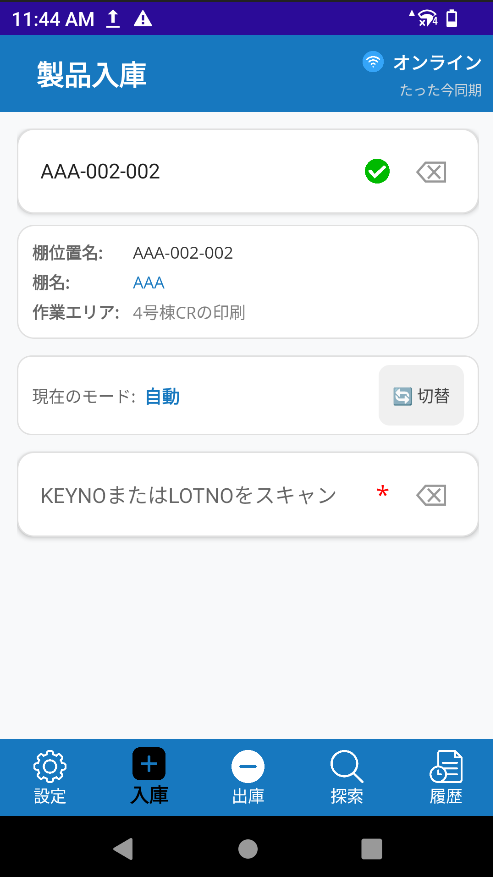 11:44 AM
製品入庫
オンライン
たった今同期
AAA-002-002
棚位置名: AAA-002-002
棚名: AAA
作業エリア: 4号棟CRの印刷
現在のモード: 自動
切替
KEYNOまたはLOTNOをスキャン *
設定
入庫
出庫
探索
履歴